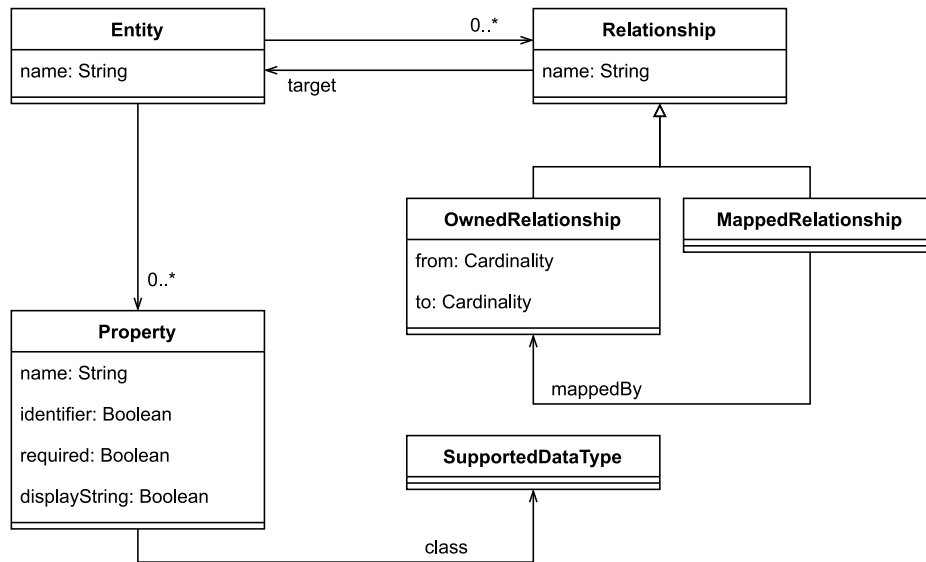 Entity
name: String
0..*
target
Relationship
name: String
OwnedRelationship
from: Cardinality
to: Cardinality
MappedRelationship
mappedBy
0..*
Property
name: String
identifier: Boolean
required: Boolean
displayString: Boolean
SupportedDataType
class